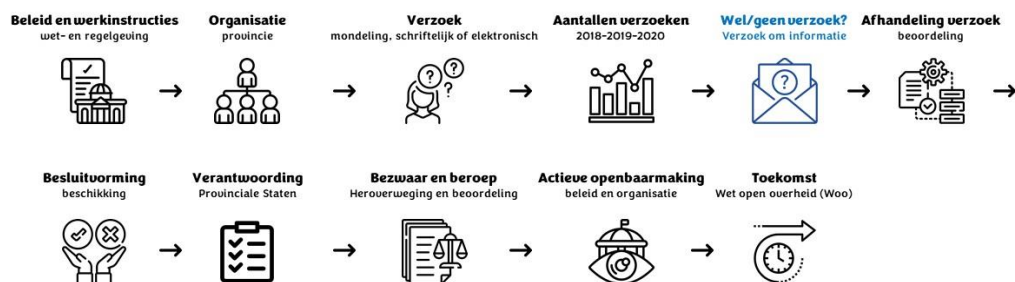 Beleid en werkinstructies
wet- en regelgeving
Organisatie
provincie
Verzoek
mondeling, schriftelijk of elektronisch
Aantallen verzoeken
2018-2019-2020
Wel/geen verzoek?
Verzoek om informatie
Afhandeling verzoek
beoordeling
Besluitvorming
beschikking
Verantwoording
Provinciale Staten
Bezwaar en beroep
Heroverweging en beoordeling
Actieve openbaarmaking
beleid en organisatie
Toekomst
Wet open overheid (Woo)